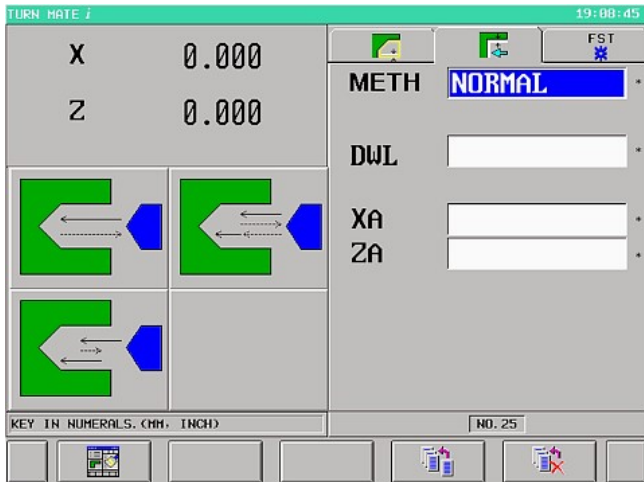 TURN MATE i 19:08:45
X 0.000
Z 0.000
FST
METH NORMAL *
DWL *
XA *
ZA *
KEY IN NUMERALS.(MM, INCH) NO.25